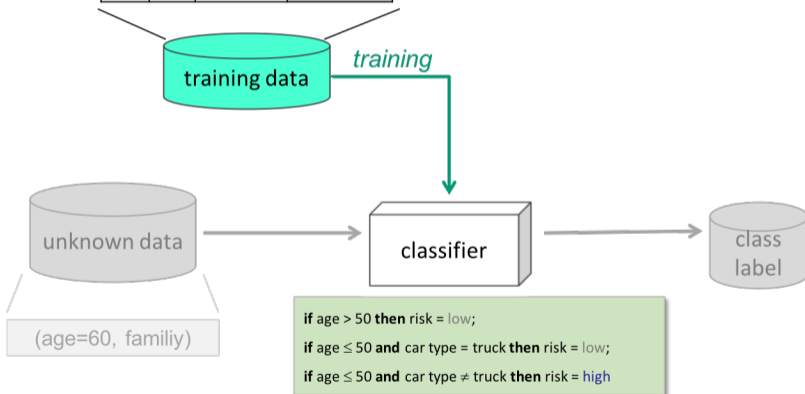 training data
training
unknown data
classifier
class
label
(age=60, familiy)
if age > 50 then risk = low;
if age ≤ 50 and car type = truck then risk = low;
if age ≤ 50 and car type ≠ truck then risk = high